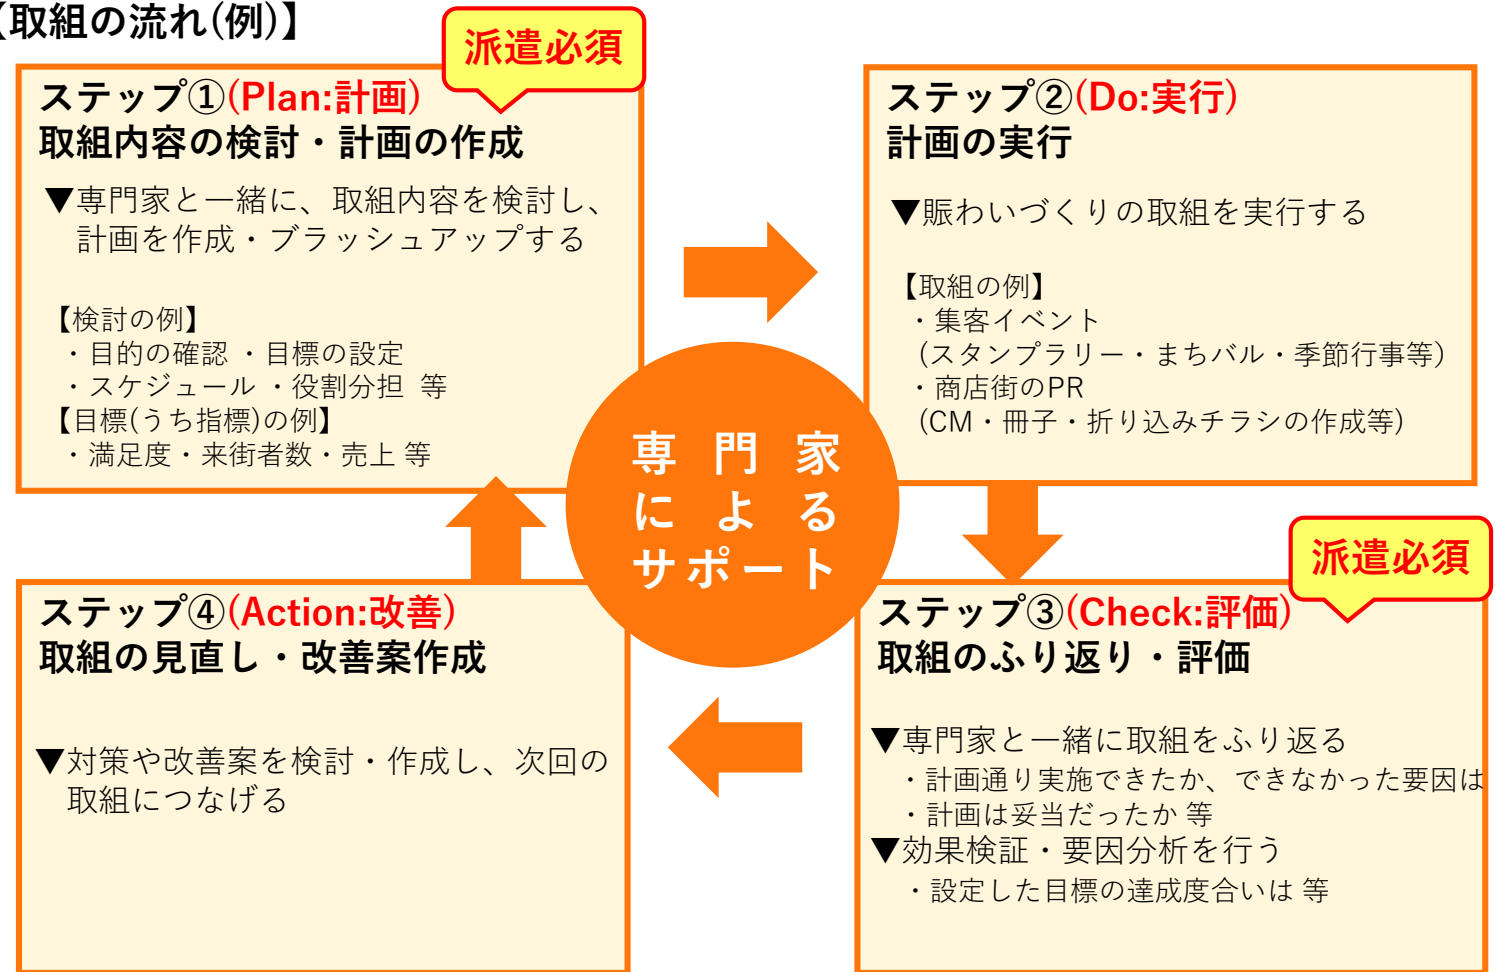 【取組の流れ(例)】
派遣必須
ステップ①(Plan:計画)
取組内容の検討・計画の作成
▼専門家と一緒に、取組内容を検討し、
計画を作成・ブラッシュアップする
【検討の例】
・目的の確認 ・目標の設定
・スケジュール ・役割分担 等
【目標(うち指標)の例】
・満足度・来街者数・売上 等
ステップ②(Do:実行)
計画の実行
▼賑わいづくりの取組を実行する
【取組の例】
・集客イベント
(スタンプラリー・まちバル・季節行事等)
・商店街のPR
(CM・冊子・折り込みチラシの作成等)
専門家
による
サポート
派遣必須
ステップ③(Check:評価)
取組のふり返り・評価
▼専門家と一緒に取組をふり返る
・計画通り実施できたか、できなかった要因は
・計画は妥当だったか 等
▼効果検証・要因分析を行う
・設定した目標の達成度合いは 等
ステップ④(Action:改善)
取組の見直し・改善案作成
▼対策や改善案を検討・作成し、次回の
取組につなげる